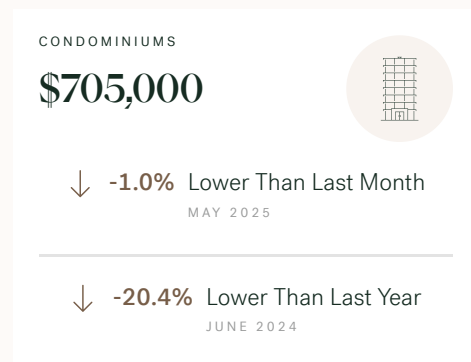 CONDOMINIUMS
$705,000
-1.0% Lower Than Last Month
MAY 2025
-20.4% Lower Than Last Year
JUNE 2024